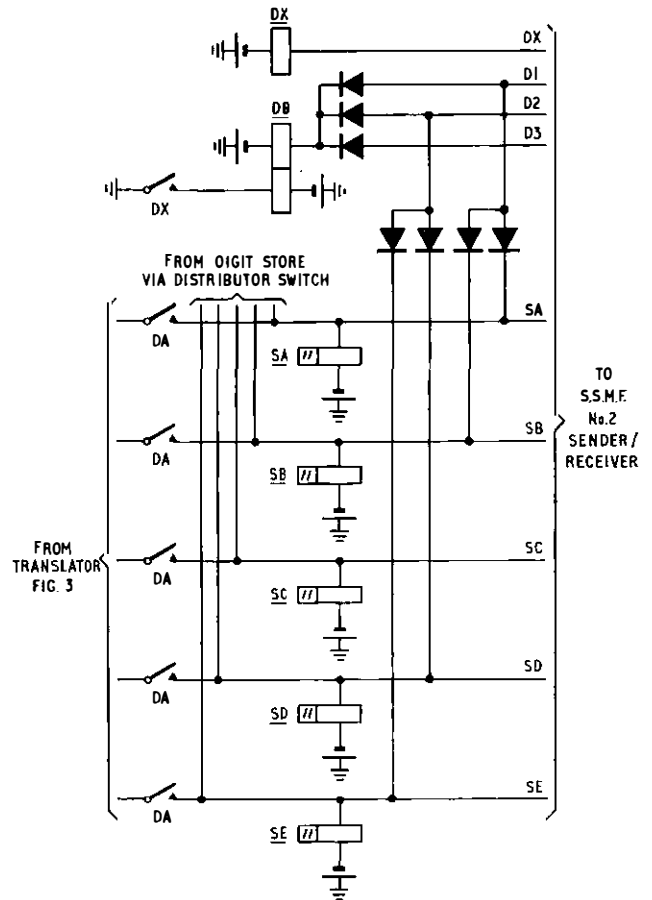 DX
DX
D1
D2
DB
D3
DX
FROM DIGIT STORE
VIA DISTRIBUTOR SWITCH
SA
DA
SA
TO
S.S.M.F.
No.2
SENDER/
RECEIVER
SB
DA
SB
FROM
TRANSLATOR
FIG. 3
SC
DA
SC
SD
DA
SD
SE
DA
SE